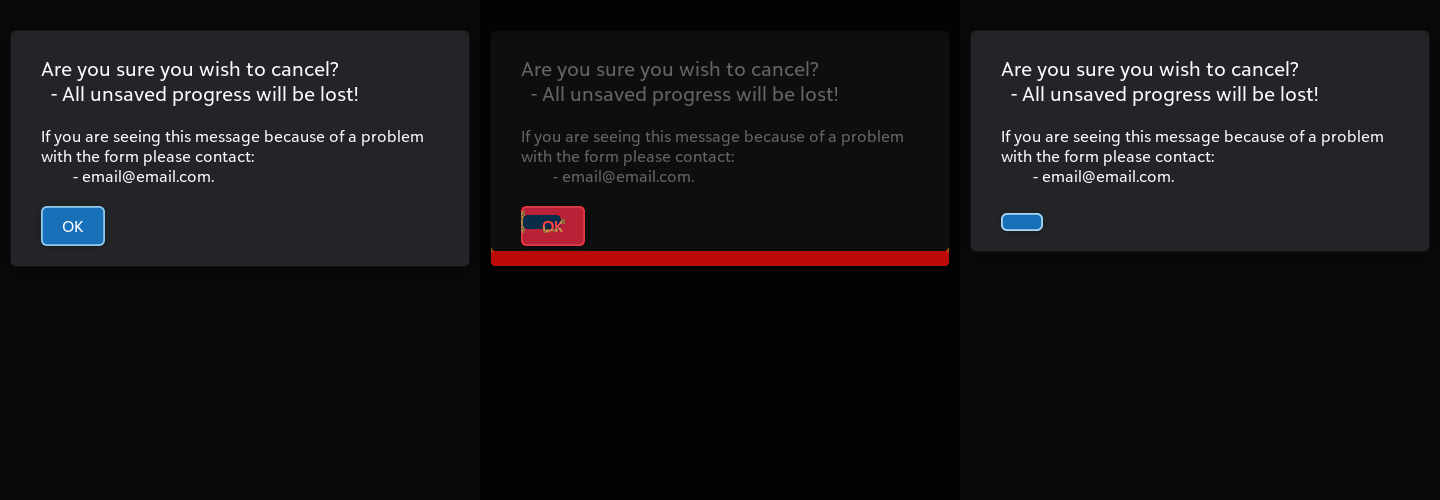 Are you sure you wish to cancel?
- All unsaved progress will be lost!
If you are seeing this message because of a problem
with the form please contact:
- email@email.com.
OK
Are you sure you wish to cancel?
- All unsaved progress will be lost!
If you are seeing this message because of a problem
with the form please contact:
- email@email.com.
OK
Are you sure you wish to cancel?
- All unsaved progress will be lost!
If you are seeing this message because of a problem
with the form please contact:
- email@email.com.